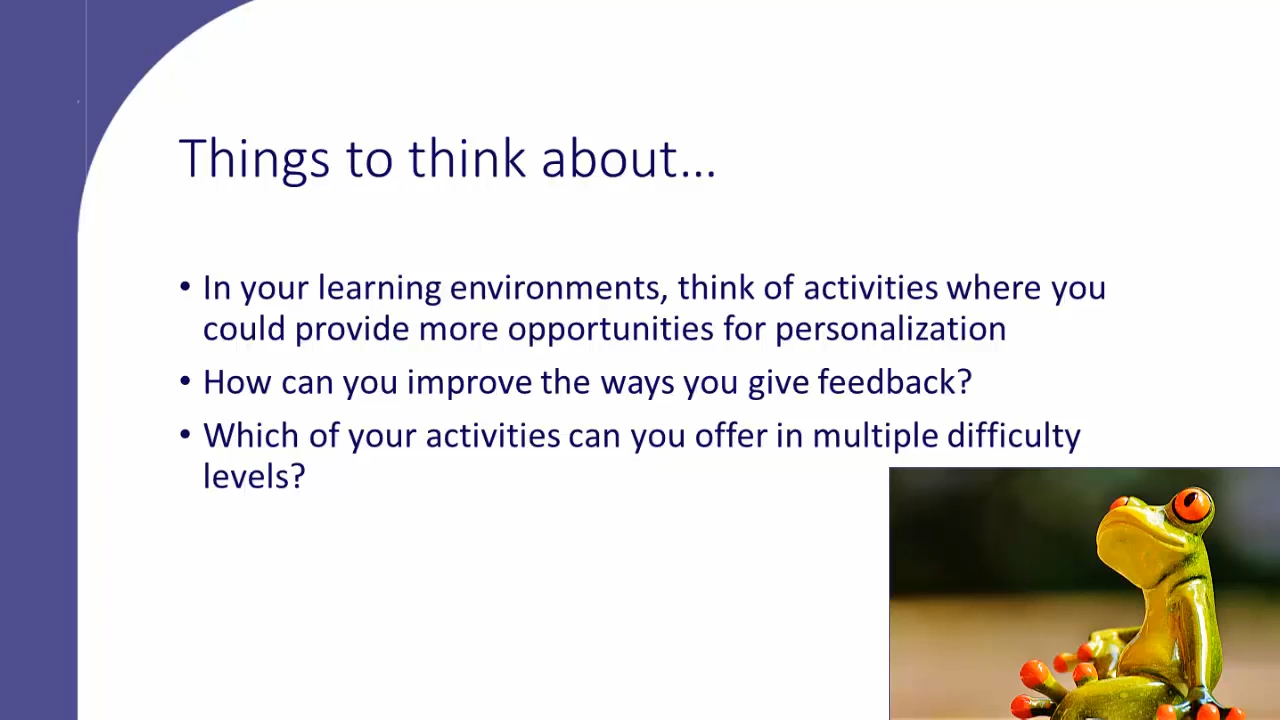 Things to think about...
• In your learning environments, think of activities where you
could provide more opportunities for personalization
• How can you improve the ways you give feedback?
• Which of your activities can you offer in multiple difficulty
levels?